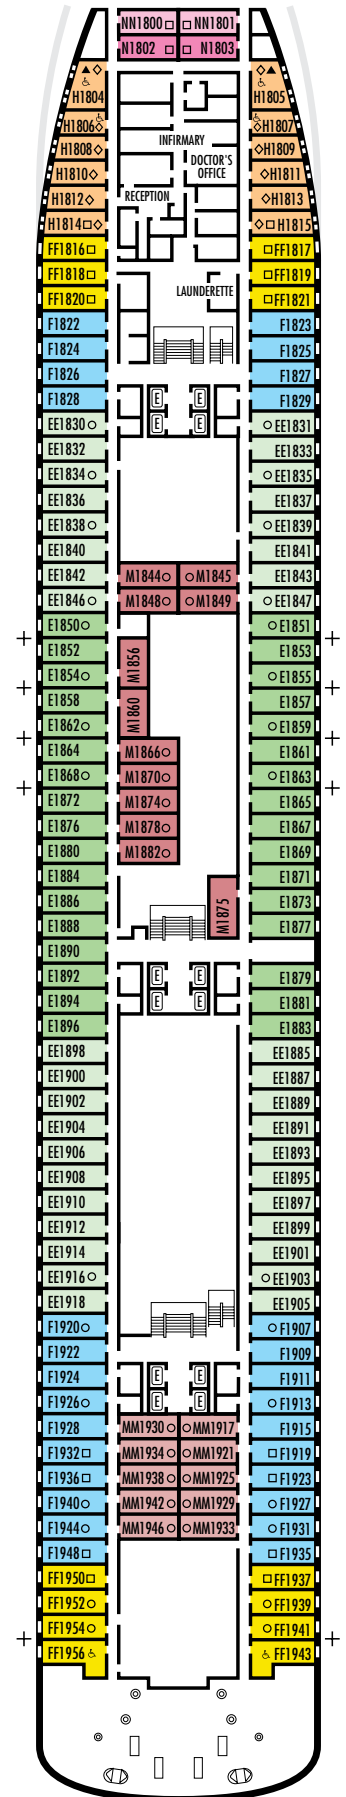 NN1800 NN1801
N1802 N1803
H1804 H1805
H1806 H1807
INFIRMARY
H1808 H1809
DOCTOR'S
OFFICE
H1810 H1811
RECEPTION
H1812 H1813
H1814 H1815
FF1816 FF1817
FF1818 FF1819
LAUNDERETTE
FF1820 FF1821
F1822 F1823
F1824 F1825
F1826 F1827
F1828 E E F1829
EE1830 E E EE1831
EE1832 EE1833
EE1834 EE1835
EE1836 EE1837
EE1838 EE1839
EE1840 EE1841
EE1842 M1844 M1845 EE1843
EE1846 M1848 M1849 EE1847
E1850 E1851
E1852 M1856 E1853
E1854 E1855
E1858 M1860 E1857
E1862 E1859
E1864 M1866 E1861
E1868 M1870 E1863
E1872 M1874 E1865
E1876 M1878 E1867
E1880 M1882 E1869
E1884 E1871
E1886 M1875 E1873
E1888 E1877
E1890
E1892 E E E1879
E1894 E E E1881
E1896 E1883
EE1898 EE1885
EE1900 EE1887
EE1902 EE1889
EE1904 EE1891
EE1906 EE1893
EE1908 EE1895
EE1910 EE1897
EE1912 EE1899
EE1914 EE1901
EE1916 EE1903
EE1918 EE1905
F1920 F1907
F1922 F1909
F1924 E E F1911
F1926 E E F1913
F1928 MM1930 MM1917 F1915
F1932 MM1934 MM1921 F1919
F1936 MM1938 MM1925 F1923
F1940 MM1942 MM1929 F1927
F1944 MM1946 MM1933 F1931
F1948 F1935
FF1950 FF1937
FF1952 FF1939
FF1954 FF1941
FF1956 FF1943